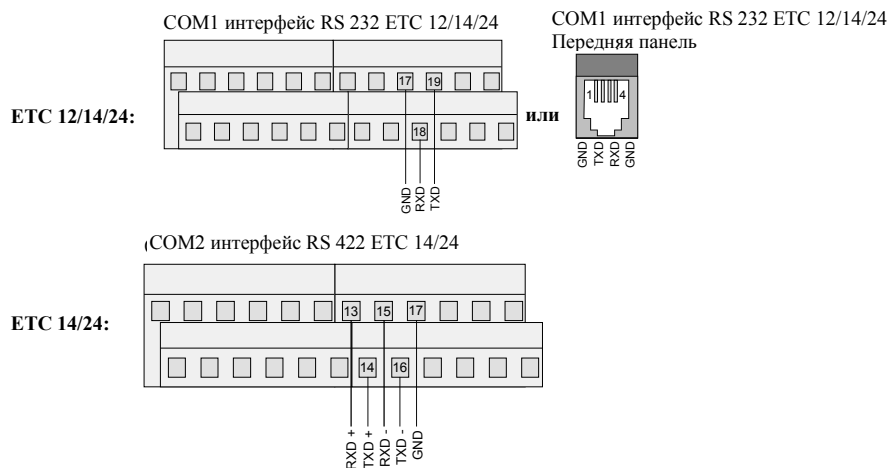 COM1 интерфейс RS 232 ETC 12/14/24
COM1 интерфейс RS 232 ETC 12/14/24
Передняя панель
ETC 12/14/24:
17 19
18
GND
RXD
TXD
или
1 4
GND
TXD
RXD
GND
(COM2 интерфейс RS 422 ETC 14/24
ETC 14/24:
13 15 17
14 16
RXD +
TXD +
RXD -
TXD -
GND